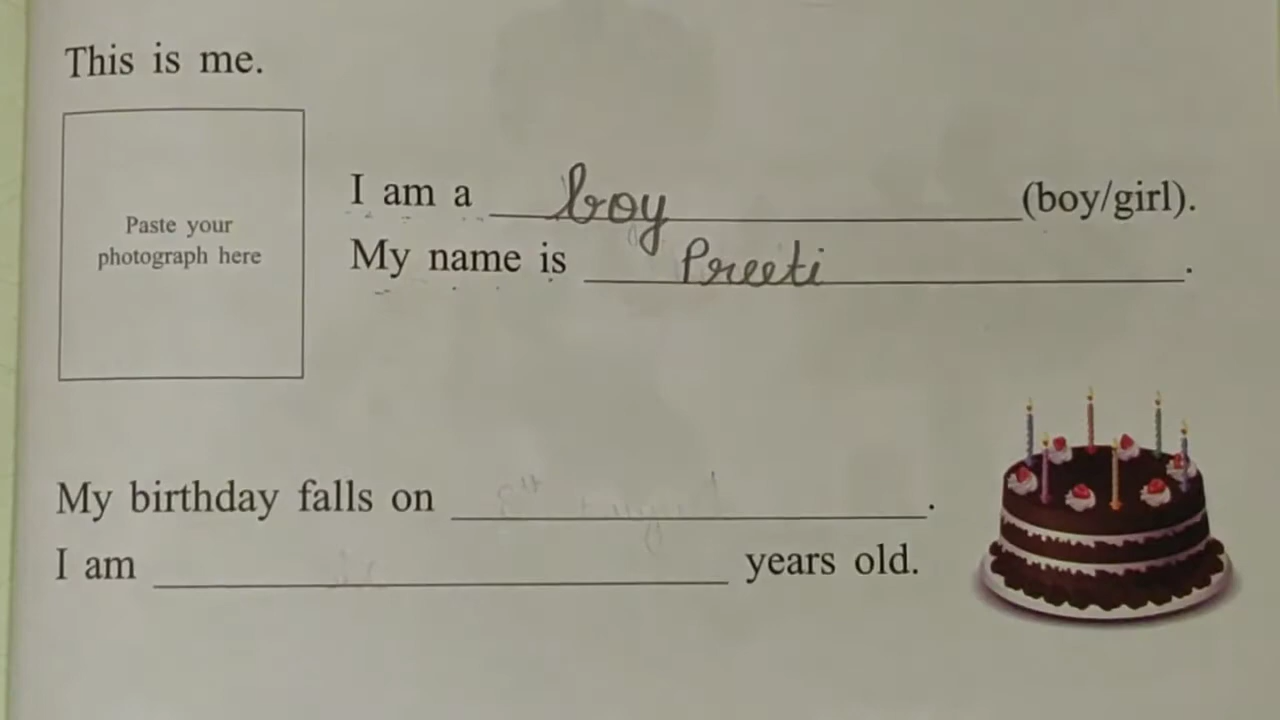 This is me.
Paste your
photograph here
I am a boy (boy/girl).
My name is Preeti.
My birthday falls on .
I am years old.